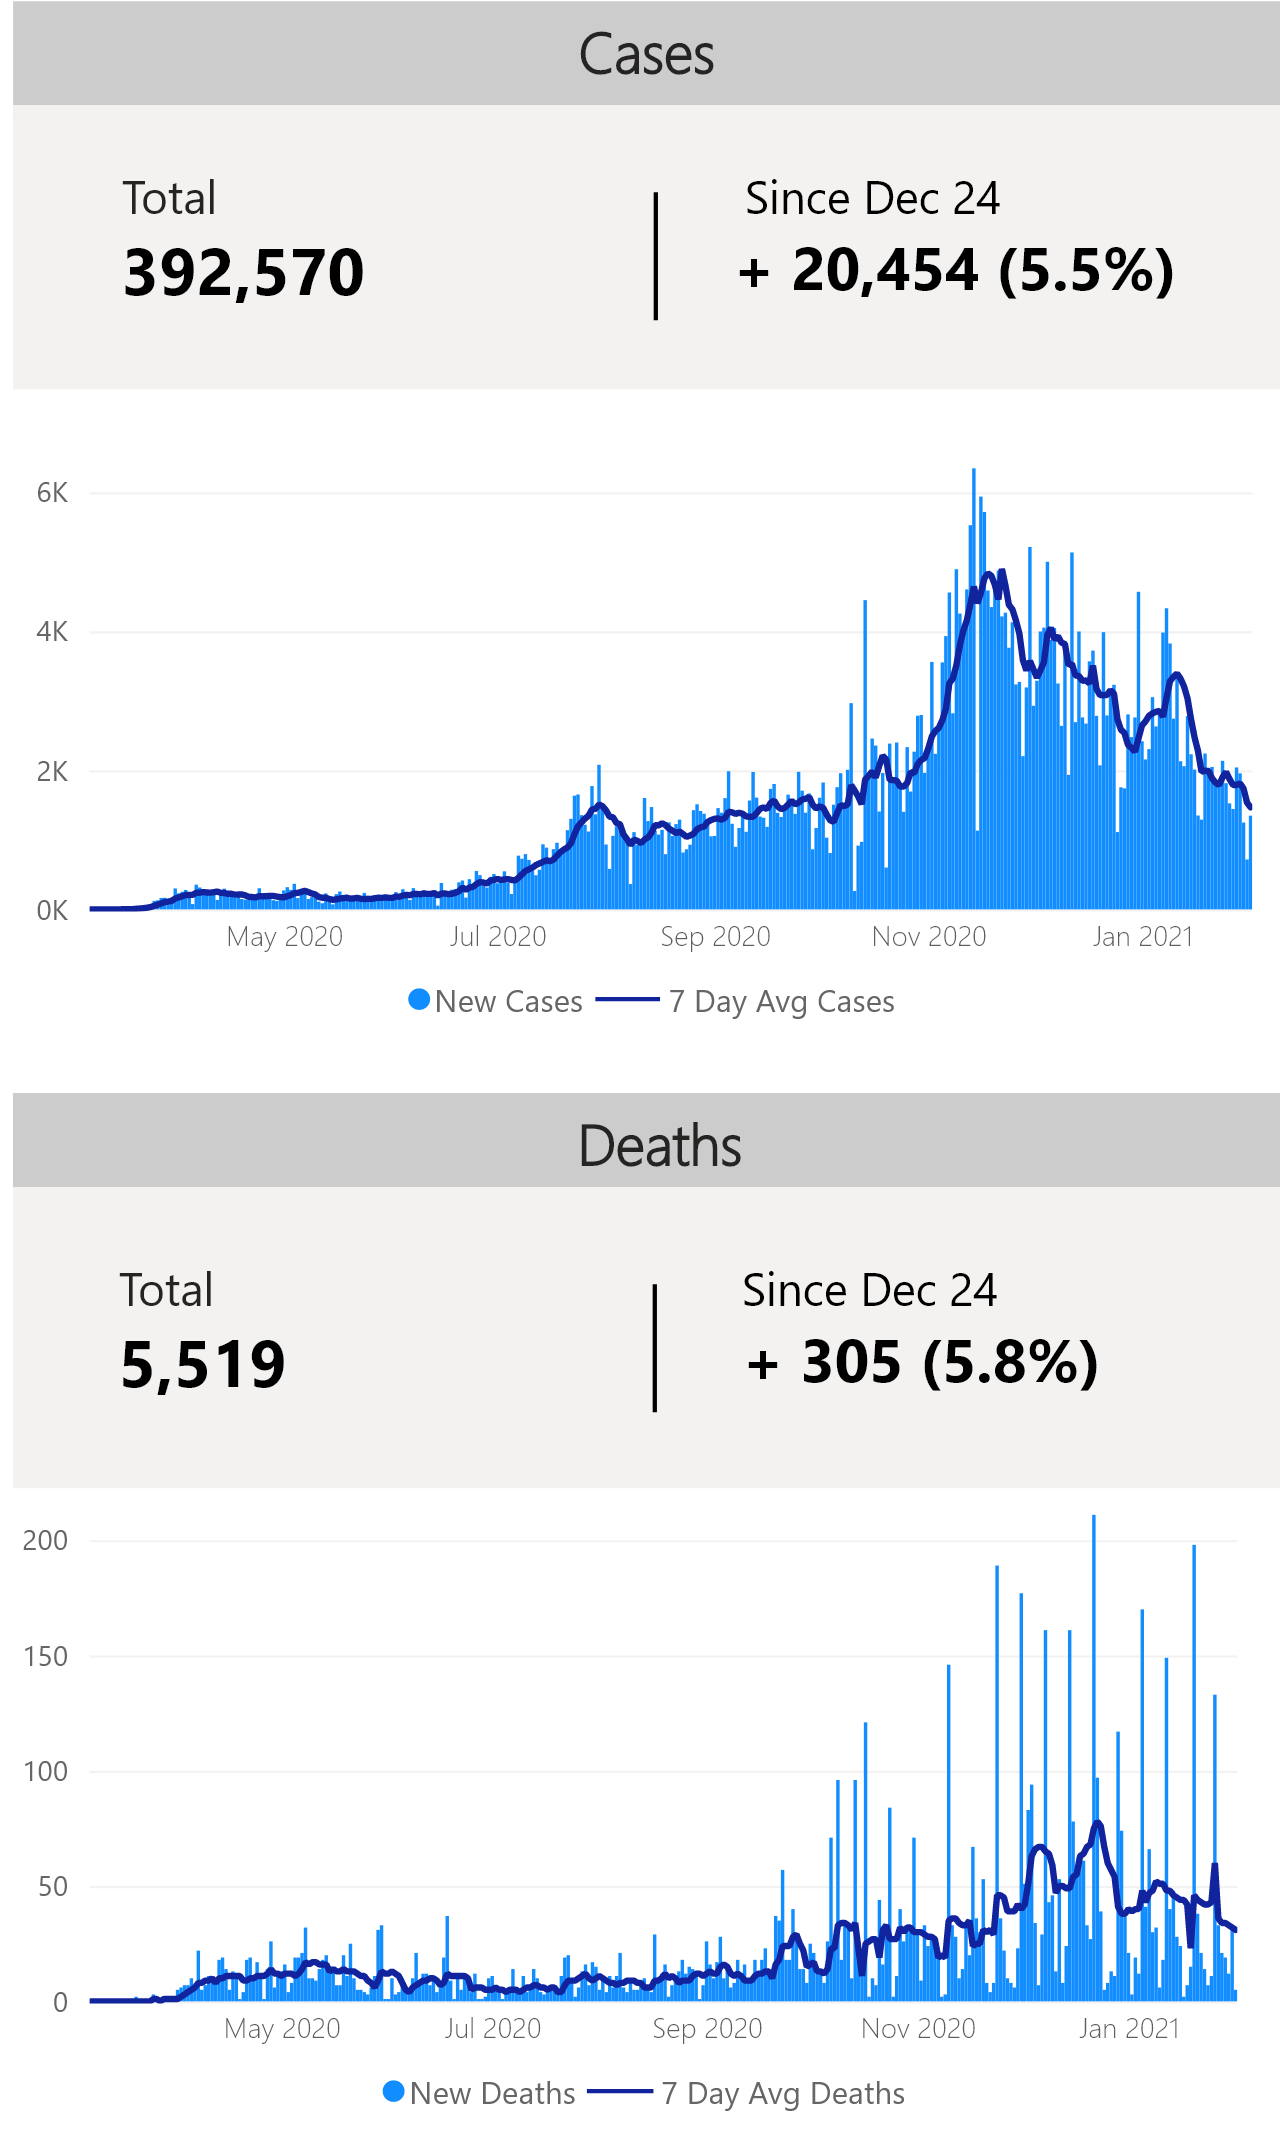 Cases
Total
Since Dec 24
392,570
+ 20,454 (5.5%)
6K
4K
2K
0K
May 2020
Jul 2020
Sep 2020
Nov 2020
Jan 2021
New Cases
7 Day Avg Cases
Deaths
Total
Since Dec 24
5,519
+ 305 (5.8%)
200
150
100
50
0
May 2020
Jul 2020
Sep 2020
Nov 2020
Jan 2021
New Deaths
7 Day Avg Deaths